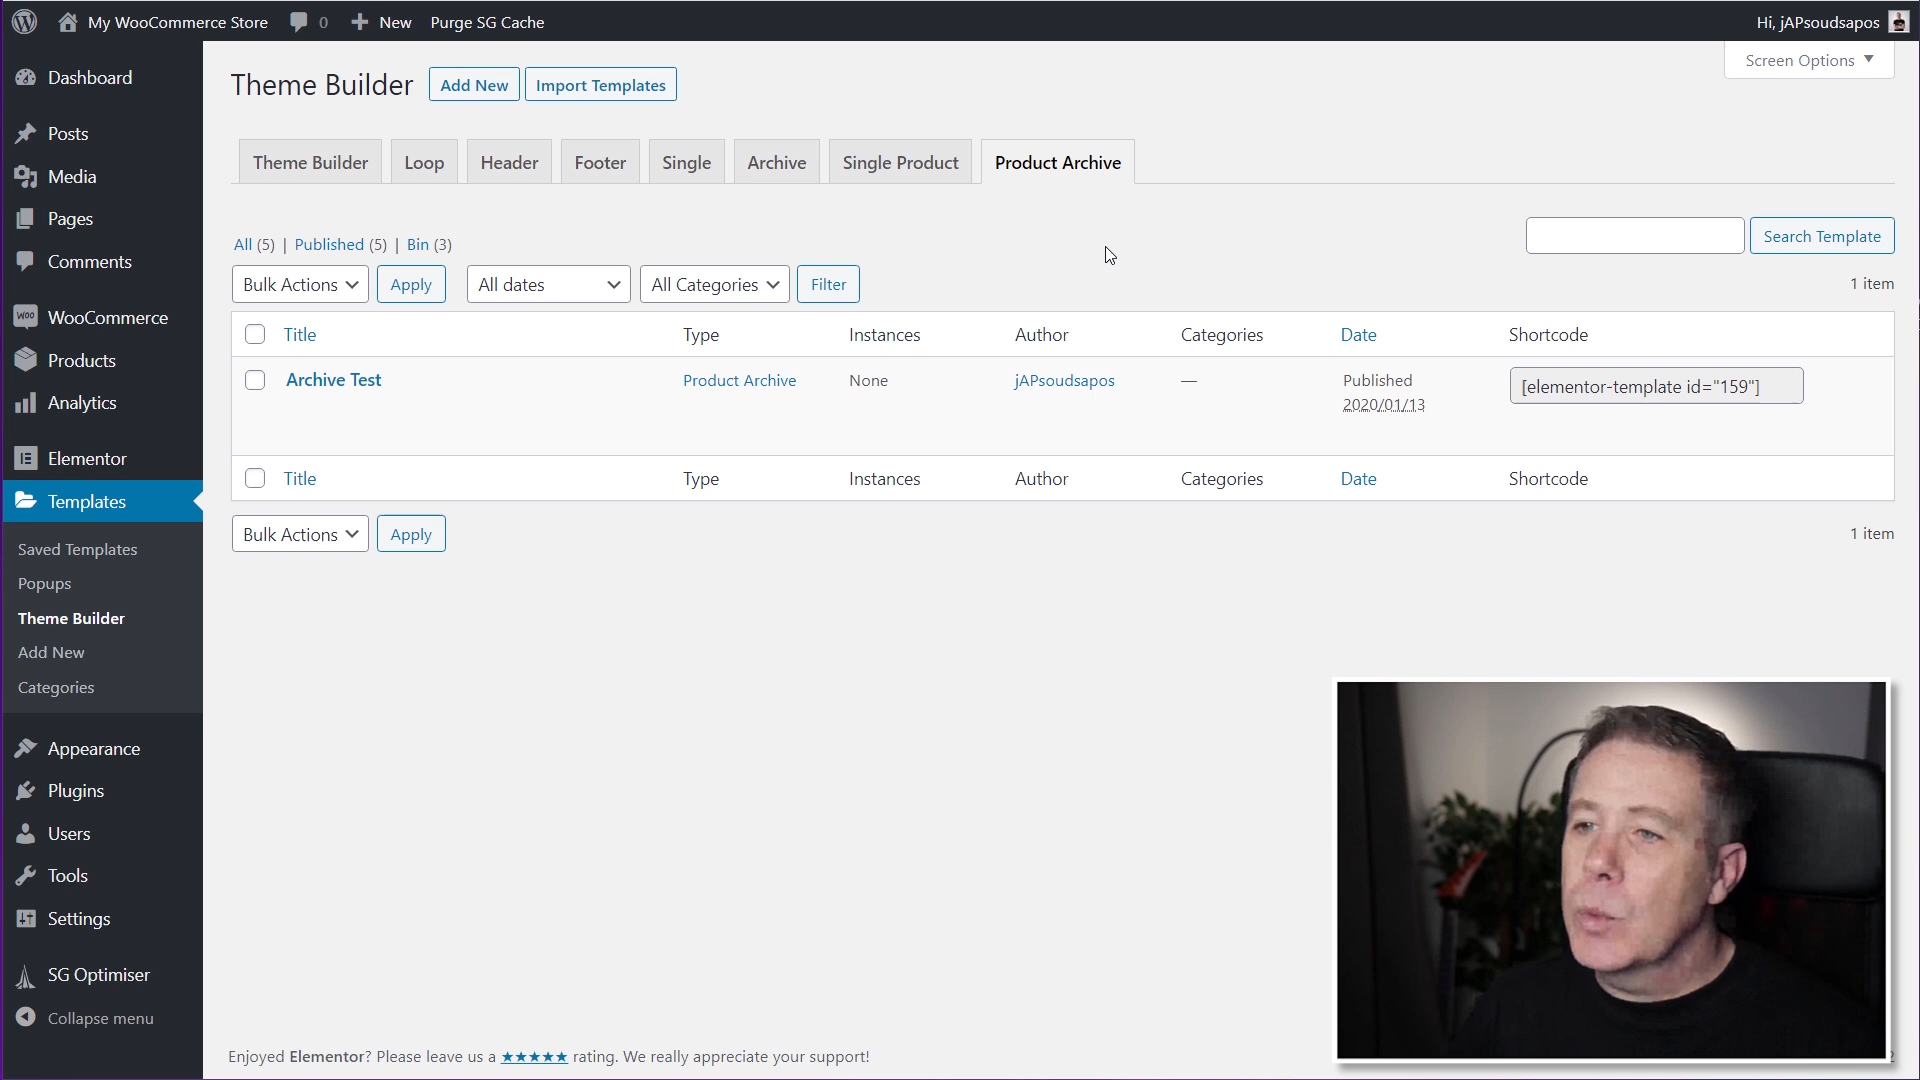 My WooCommerce Store 0 New Purge SG Cache Hi, jAPsoudsapos
Screen Options
Theme Builder Add New Import Templates
Theme Builder Loop Header Footer Single Archive Single Product Product Archive
All (5) | Published (5) | Bin (3)
Search Template
Bulk Actions Apply All dates All Categories Filter 1 item
Title Type Instances Author Categories Date Shortcode
Archive Test Product Archive None jAPsoudsapos — Published [elementor-template id="159"]
2020/01/13
Title Type Instances Author Categories Date Shortcode
Bulk Actions Apply 1 item
Dashboard
Posts
Media
Pages
Comments
Woo WooCommerce
Products
Analytics
Elementor
Templates
Saved Templates
Popups
Theme Builder
Add New
Categories
Appearance
Plugins
Users
Tools
Settings
SG Optimiser
Collapse menu
Enjoyed Elementor? Please leave us a ★★★★★ rating. We really appreciate your support!